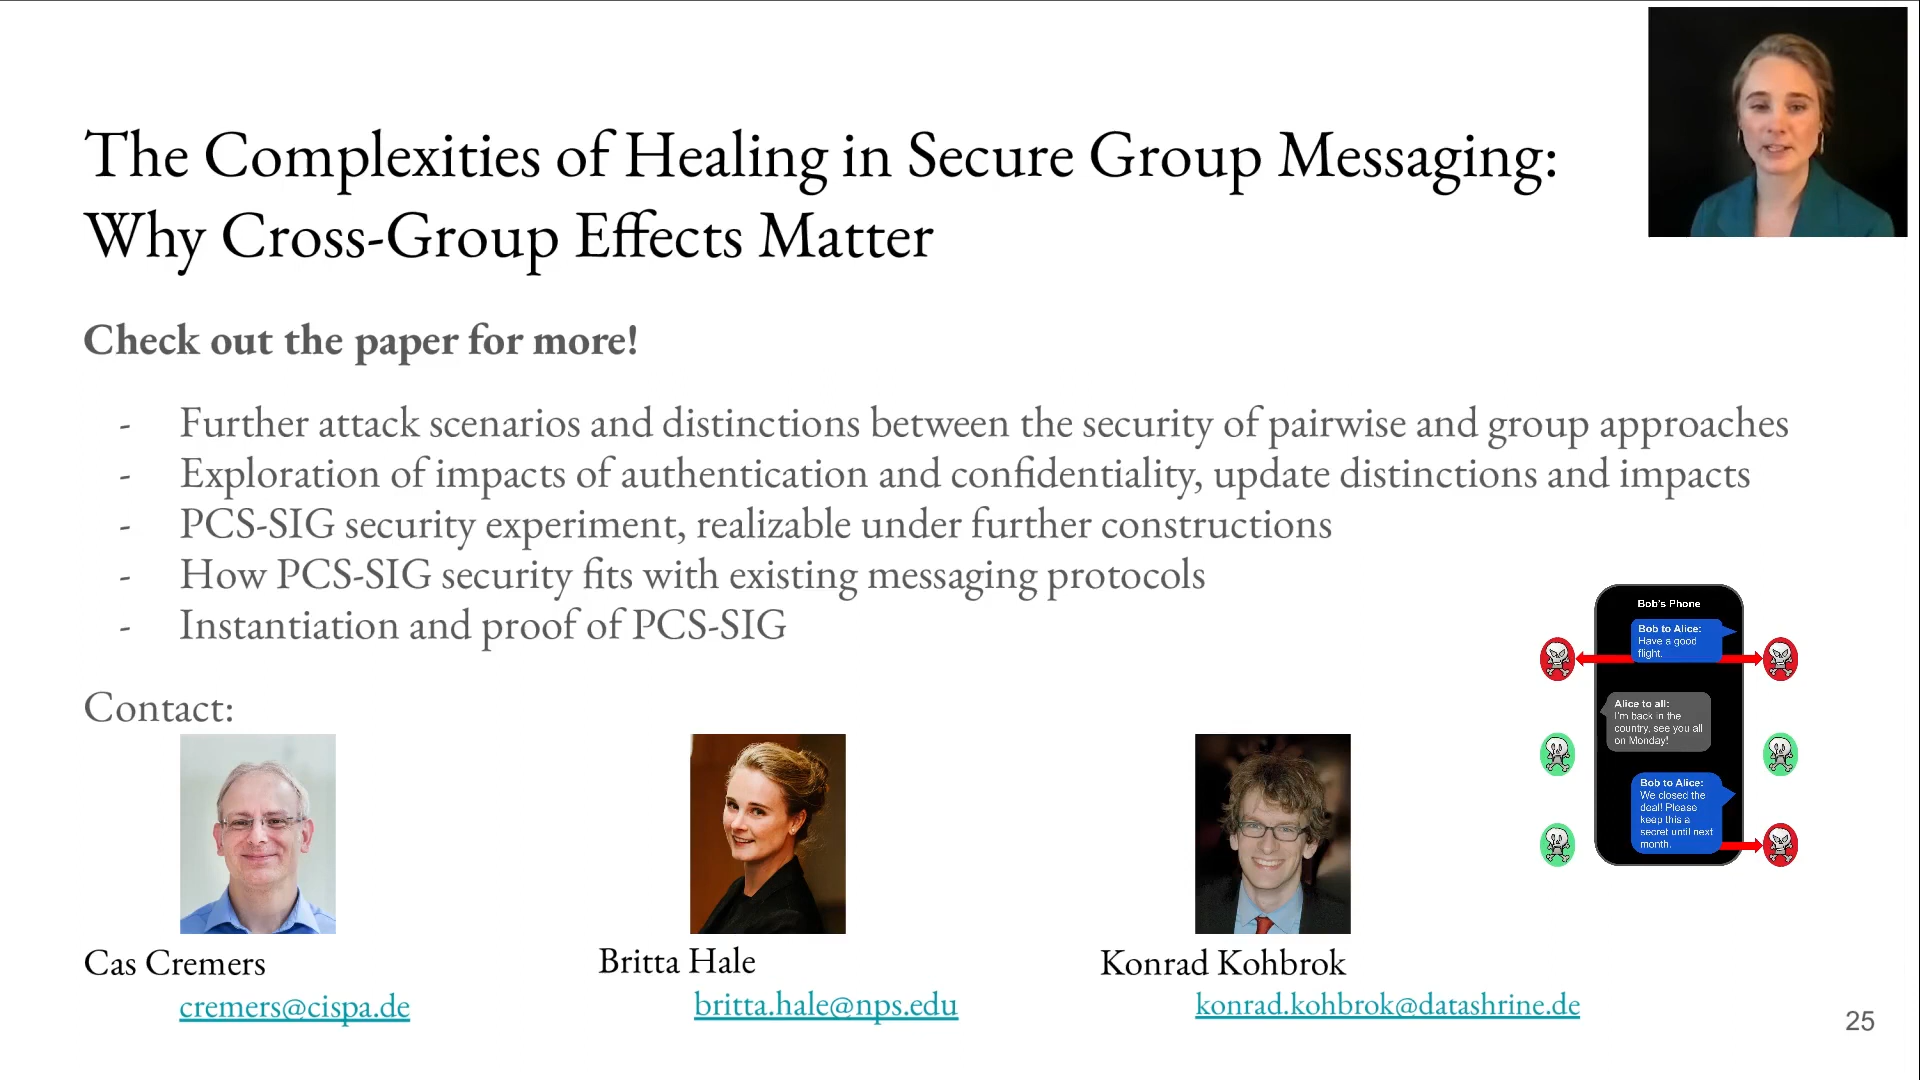 The Complexities of Healing in Secure Group Messaging:
Why Cross-Group Effects Matter
Check out the paper for more!
- Further attack scenarios and distinctions between the security of pairwise and group approaches
- Exploration of impacts of authentication and confidentiality, update distinctions and impacts
- PCS-SIG security experiment, realizable under further constructions
- How PCS-SIG security fits with existing messaging protocols
- Instantiation and proof of PCS-SIG
Bob's Phone
Bob to Alice:
Have a good
flight.
Alice to all:
I'm back in the
country, see you all
on Monday!
Bob to Alice:
We closed the
deal! Please
keep this a
secret until next
month.
Contact:
Cas Cremers
cremers@cispa.de
Britta Hale
britta.hale@nps.edu
Konrad Kohbrok
konrad.kohbrok@datashrine.de
25